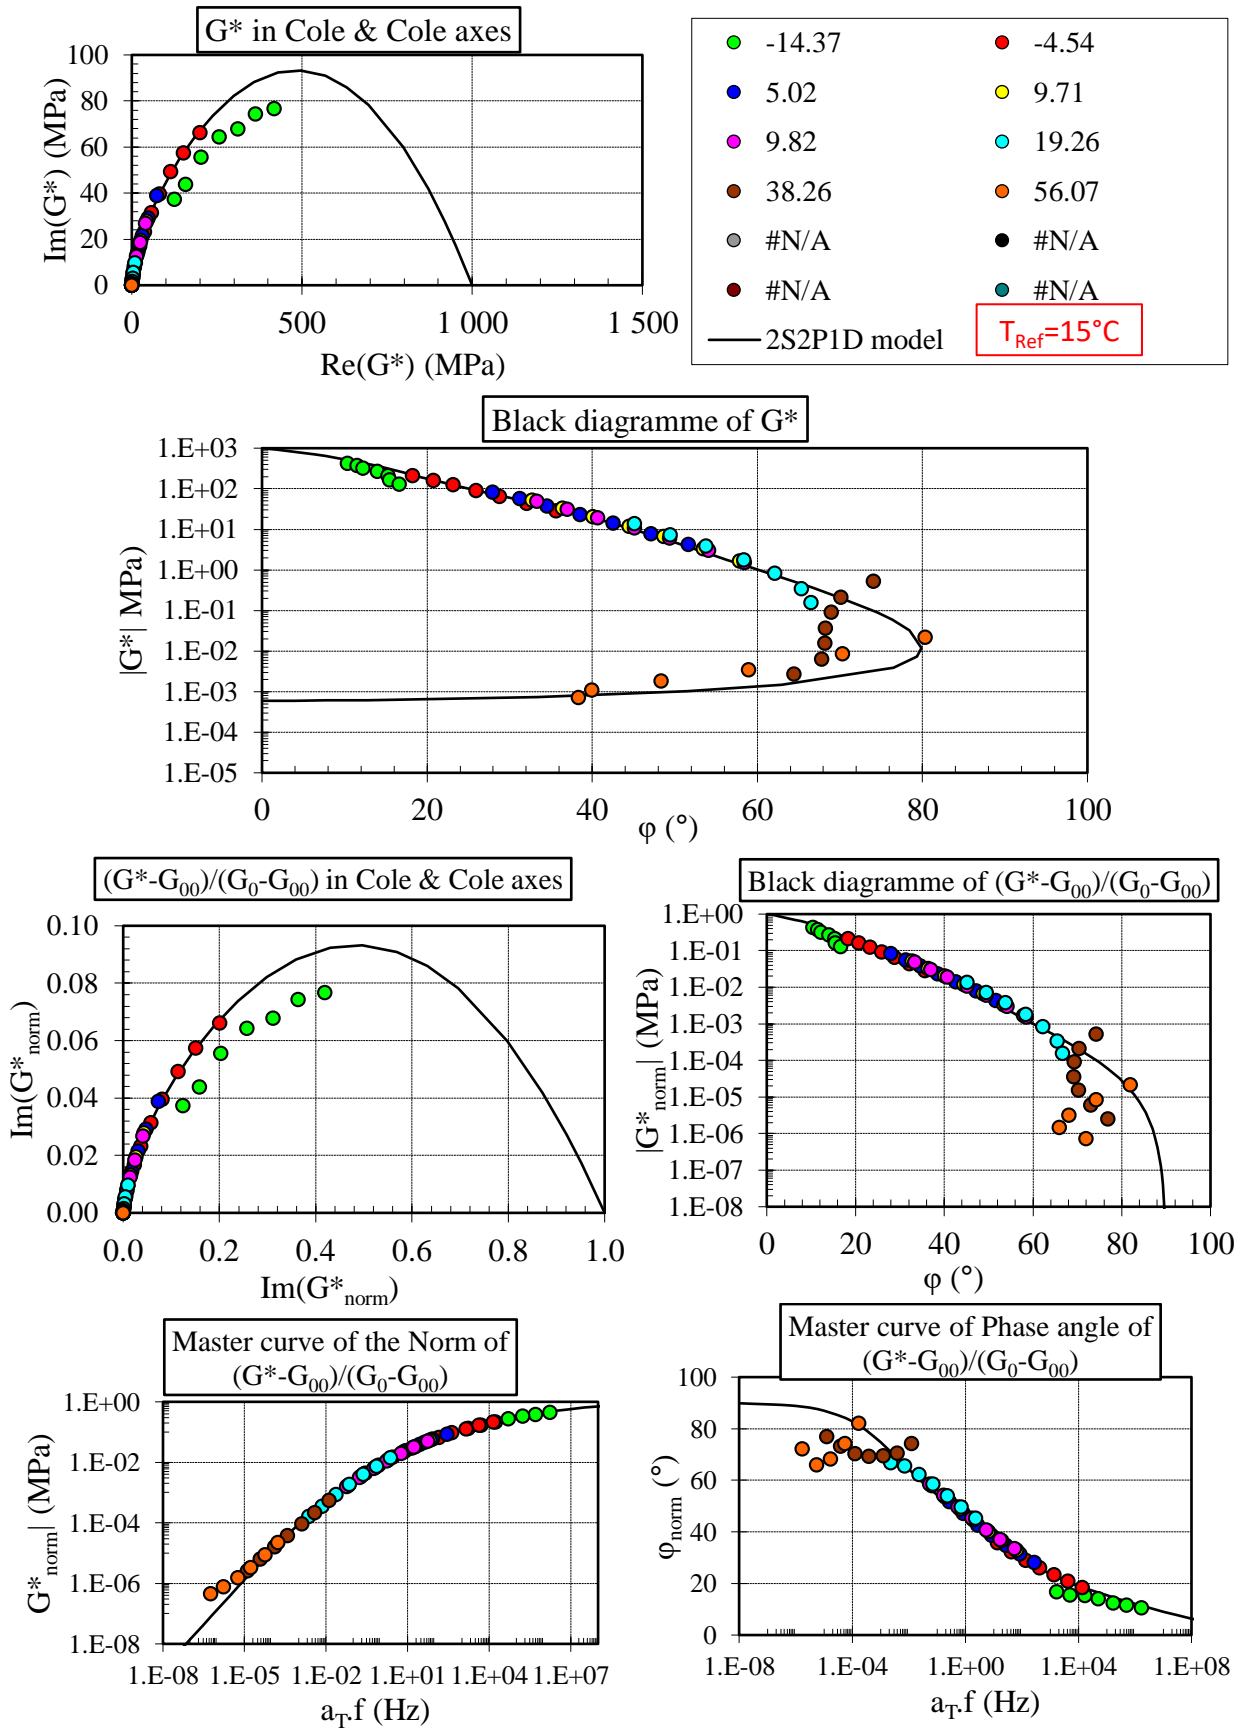 G* in Cole & Cole axes
Im(G*) (MPa)
100
80
60
40
20
0
0 500 1 000 1 500
Re(G*) (MPa)
-14.37 -4.54
5.02 9.71
9.82 19.26
38.26 56.07
#N/A #N/A
#N/A #N/A
2S2P1D model
T_Ref=15°C
Black diagramme of G*
|G*| MPa
1.E+03
1.E+02
1.E+01
1.E+00
1.E-01
1.E-02
1.E-03
1.E-04
1.E-05
0 20 40 60 80 100
φ (°)
(G*-G₀₀)/(G₀-G₀₀) in Cole & Cole axes
Im(G*norm)
0.10
0.08
0.06
0.04
0.02
0.00
0.0 0.2 0.4 0.6 0.8 1.0
Im(G*norm)
Black diagramme of (G*-G₀₀)/(G₀-G₀₀)
|G*norm| (MPa)
1.E+00
1.E-01
1.E-02
1.E-03
1.E-04
1.E-05
1.E-06
1.E-07
1.E-08
0 20 40 60 80 100
φ (°)
Master curve of the Norm of
(G*-G₀₀)/(G₀-G₀₀)
G*norm| (MPa)
1.E+00
1.E-02
1.E-04
1.E-06
1.E-08
1.E-08 1.E-05 1.E-02 1.E+01 1.E+04 1.E+07
a_T.f (Hz)
Master curve of Phase angle of
(G*-G₀₀)/(G₀-G₀₀)
φnorm (°)
100
80
60
40
20
0
1.E-08 1.E-04 1.E+00 1.E+04 1.E+08
a_T.f (Hz)